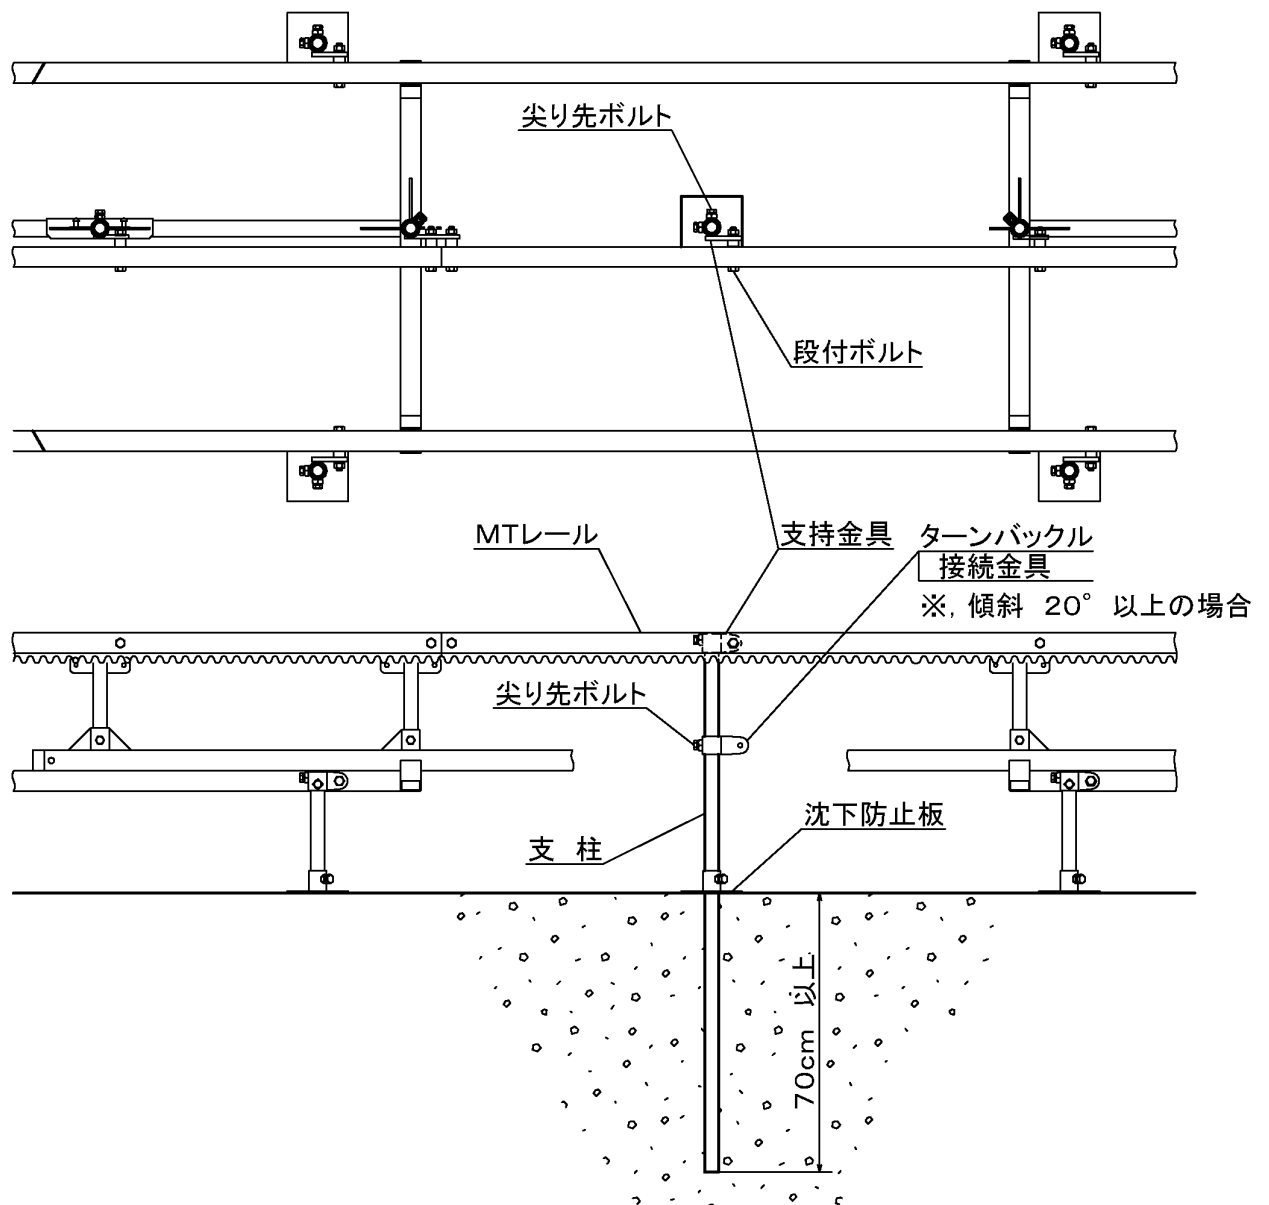 尖り先ボルト
段付ボルト
MTレール
支持金具
ターンバックル
接続金具
※，傾斜　20°　以上の場合
尖り先ボルト
沈下防止板
支　柱
70cm　以上